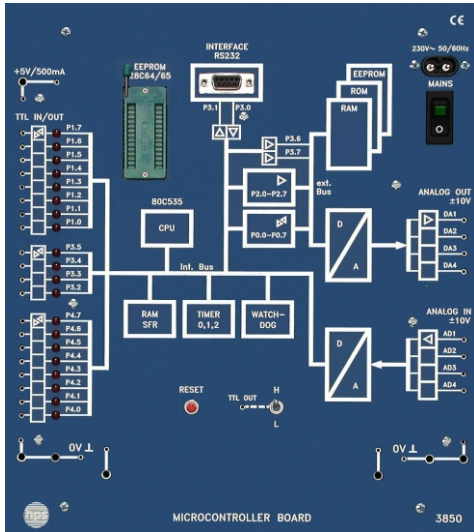 CE
+5V/500mA
EEPROM
28C64/65
INTERFACE
RS232
230V~ 50/60Hz
MAINS
P3.1
P3.0
EEPROM
ROM
RAM
TTL IN/OUT
P1.7
P1.6
P1.5
P1.4
P1.3
P1.2
P1.1
P1.0
P3.6
P3.7
P2.0-P2.7
ext.
Bus
P0.0-P0.7
80C535
CPU
ANALOG OUT
±10V
D
A
DA1
DA2
DA3
DA4
P3.5
P3.4
P3.3
P3.2
int. Bus
RAM
SFR
TIMER
0,1,2
WATCH-
DOG
P4.7
P4.6
P4.5
P4.4
P4.3
P4.2
P4.1
P4.0
ANALOG IN
±10V
D
A
AD1
AD2
AD3
AD4
RESET
TTL OUT
H
L
0V ⊥
0V ⊥
hps
MICROCONTROLLER BOARD
3850